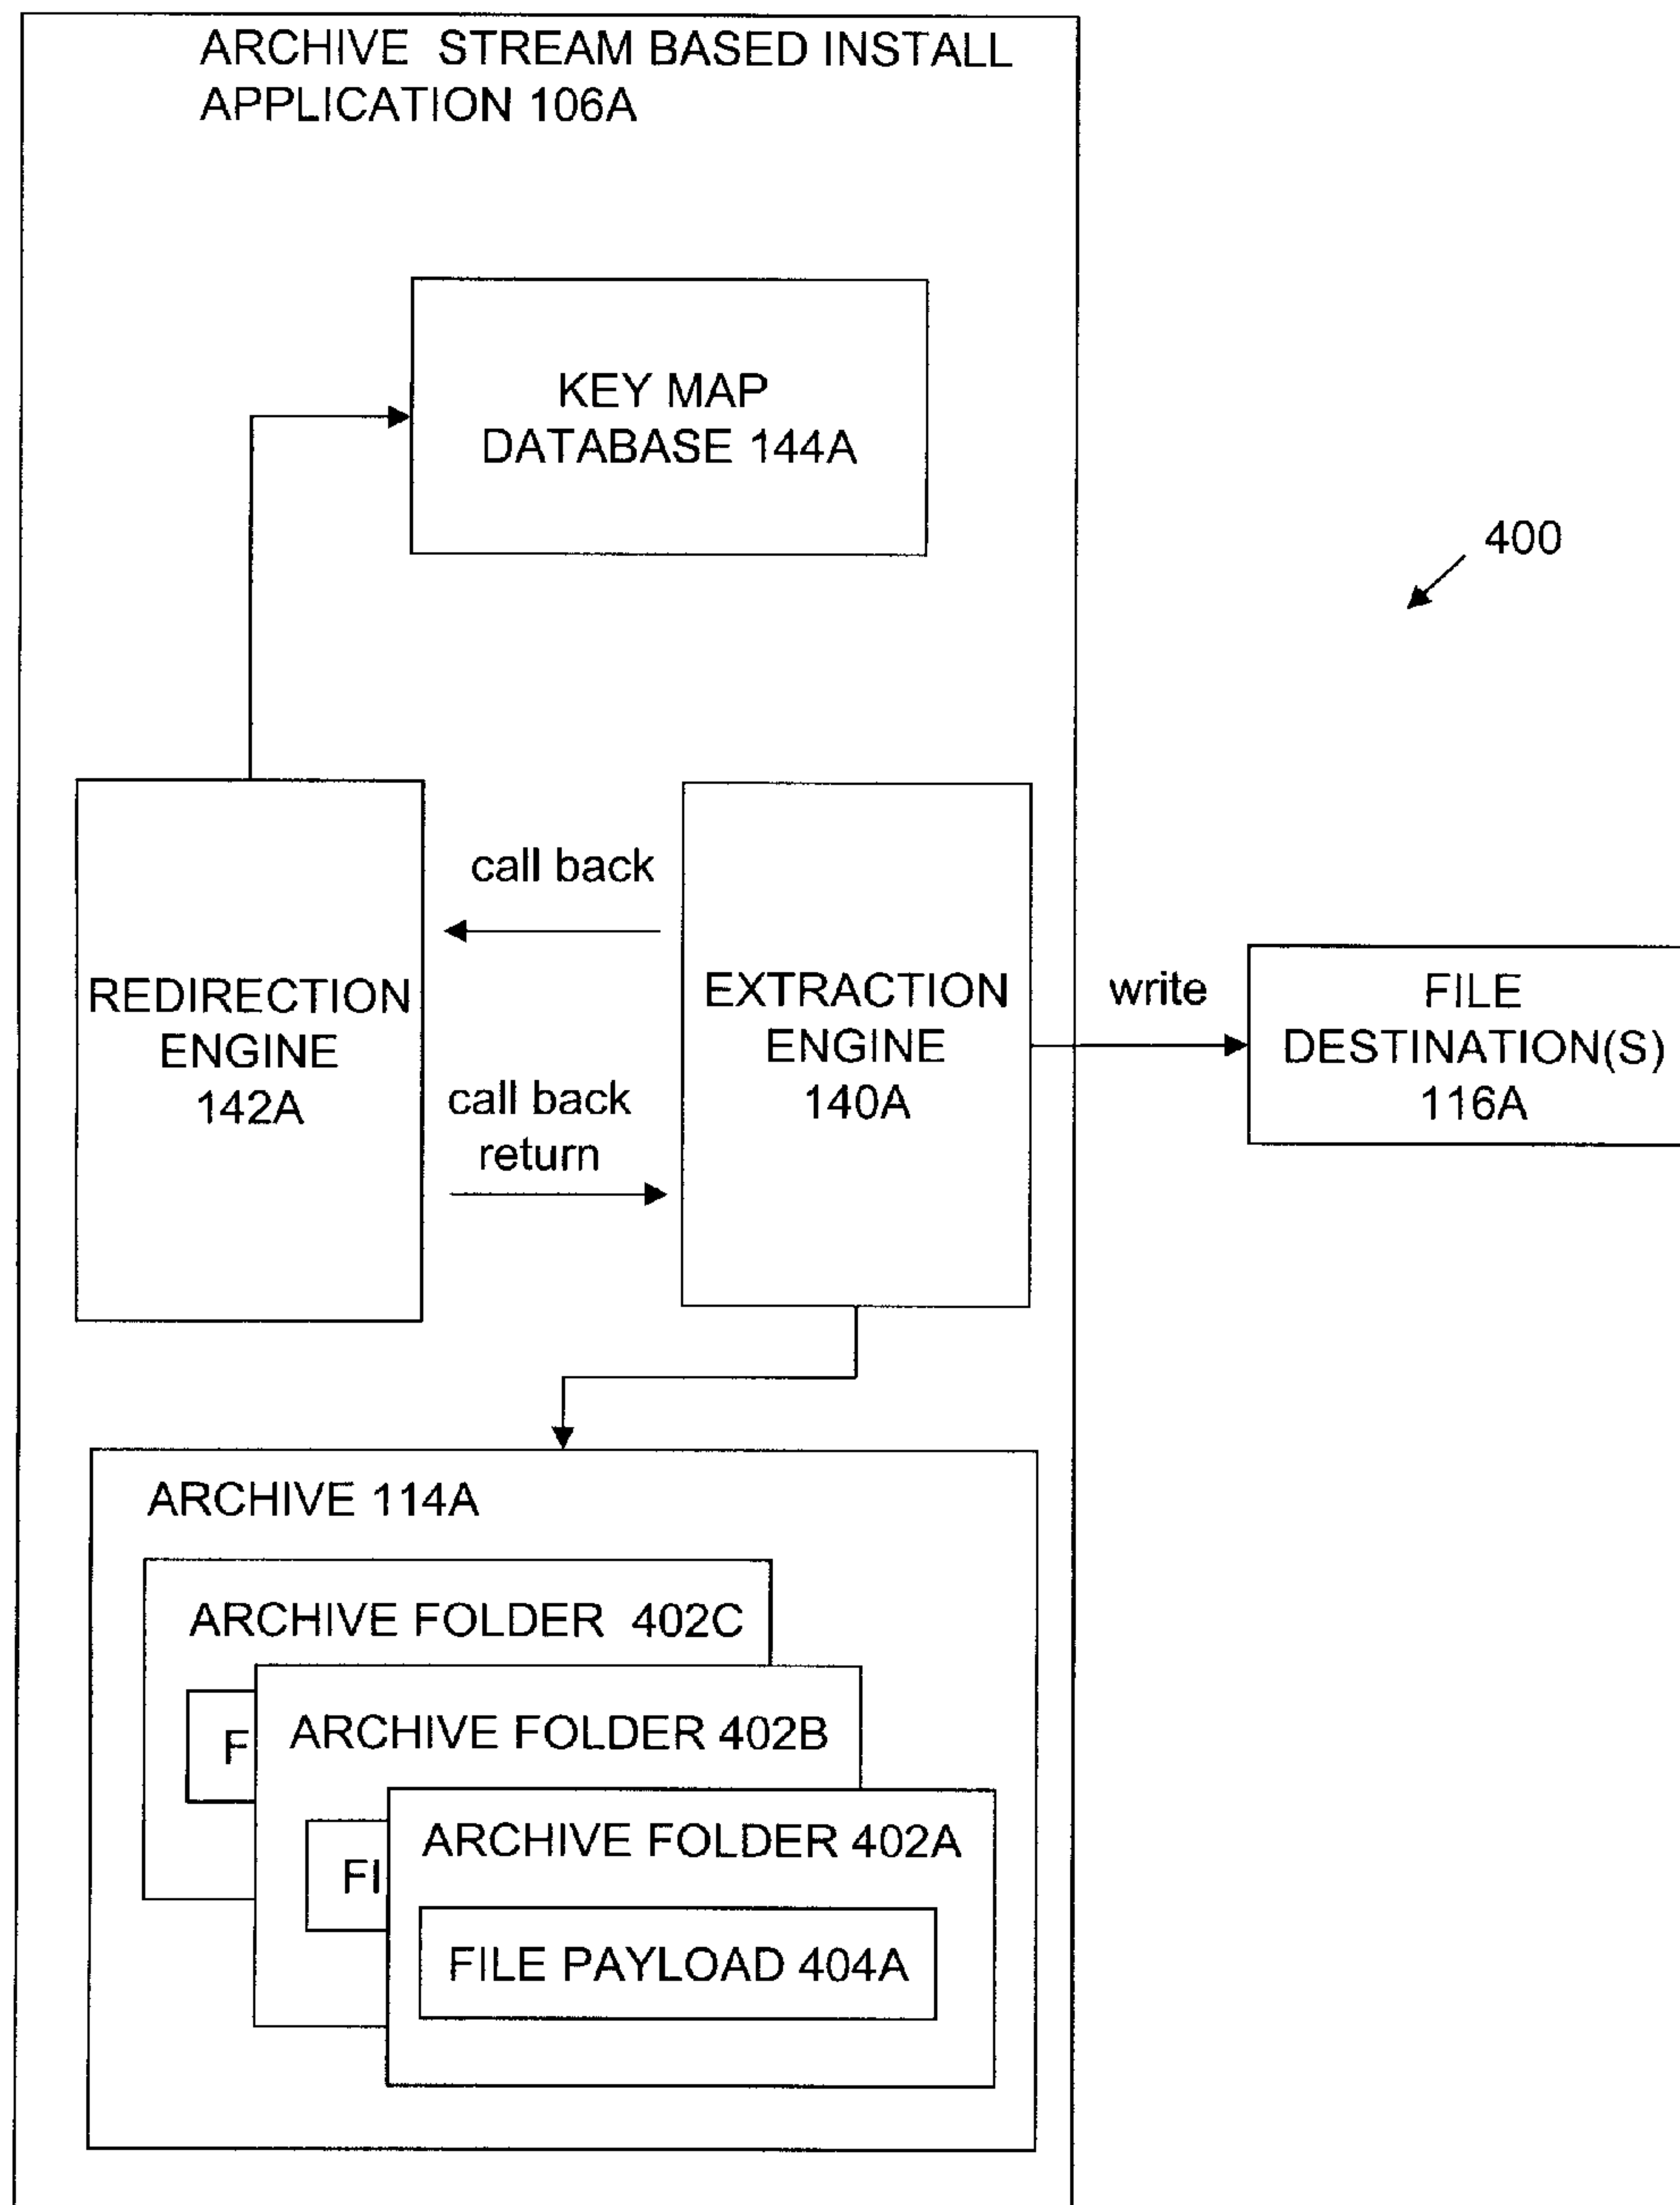 ARCHIVE STREAM BASED INSTALL
APPLICATION 106A
KEY MAP
DATABASE 144A
400
call back
REDIRECTION
ENGINE
142A
EXTRACTION
ENGINE
140A
write
FILE
DESTINATION(S)
116A
call back
return
ARCHIVE 114A
ARCHIVE FOLDER 402C
F
ARCHIVE FOLDER 402B
FI
ARCHIVE FOLDER 402A
FILE PAYLOAD 404A